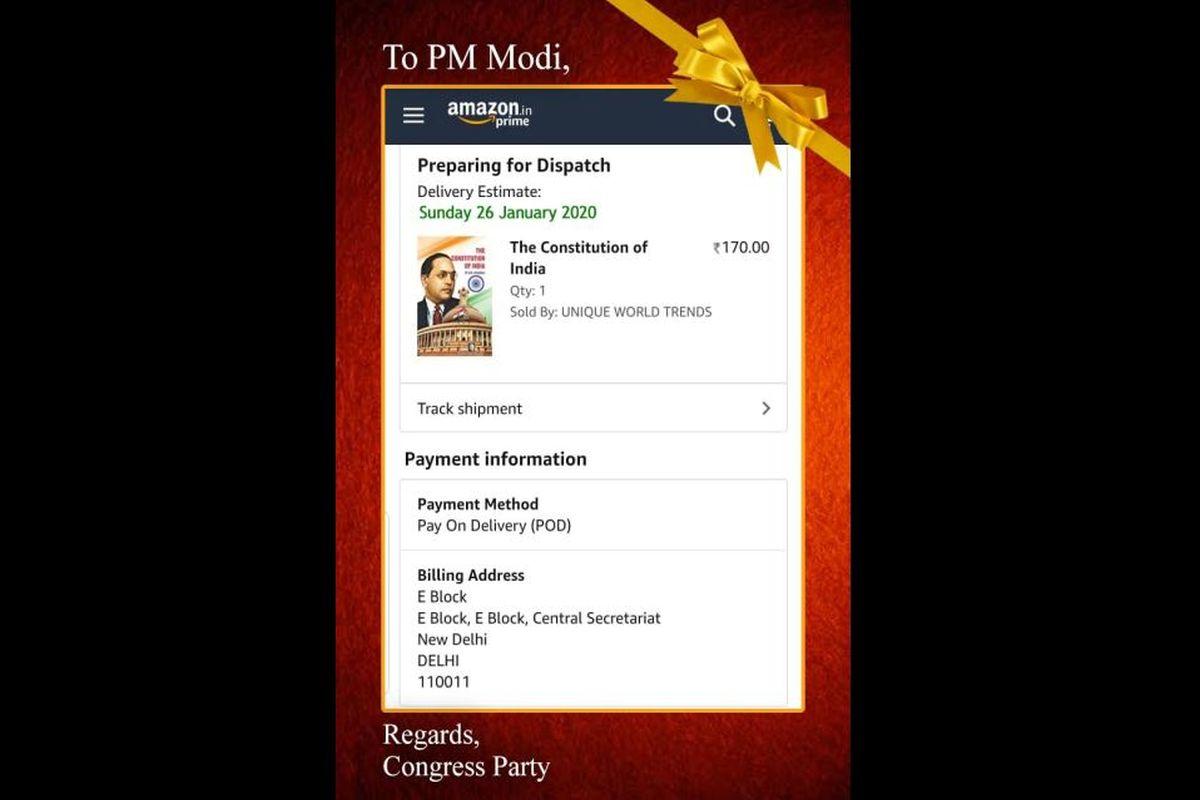 To PM Modi,
amazon.in
prime
Preparing for Dispatch
Delivery Estimate:
Sunday 26 January 2020
The Constitution of
India
₹170.00
Qty: 1
Sold By: UNIQUE WORLD TRENDS
THE
CONSTITUTION
OF INDIA
Track shipment
Payment information
Payment Method
Pay On Delivery (POD)
Billing Address
E Block
E Block, E Block, Central Secretariat
New Delhi
DELHI
110011
Regards,
Congress Party